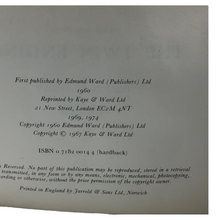 First published by Edmund Ward (Publishers) Ltd
1960
Reprinted by Kaye & Ward Ltd
21 New Street, London EC2M 4NT
1969, 1974
Copyright 1960 Edmund Ward (Publishers) Ltd
Copyright © 1967 Kaye & Ward Ltd
ISBN 0 7182 0014 4 (hardback)
Reserved. No part of this publication may be reproduced, stored in a retrieval
transmitted, in any form or by any means, electronic, mechanical, photocopying,
recording or otherwise, without the prior permission of the copyright owner.
Printed in England by Jarrold & Sons Ltd, Norwich